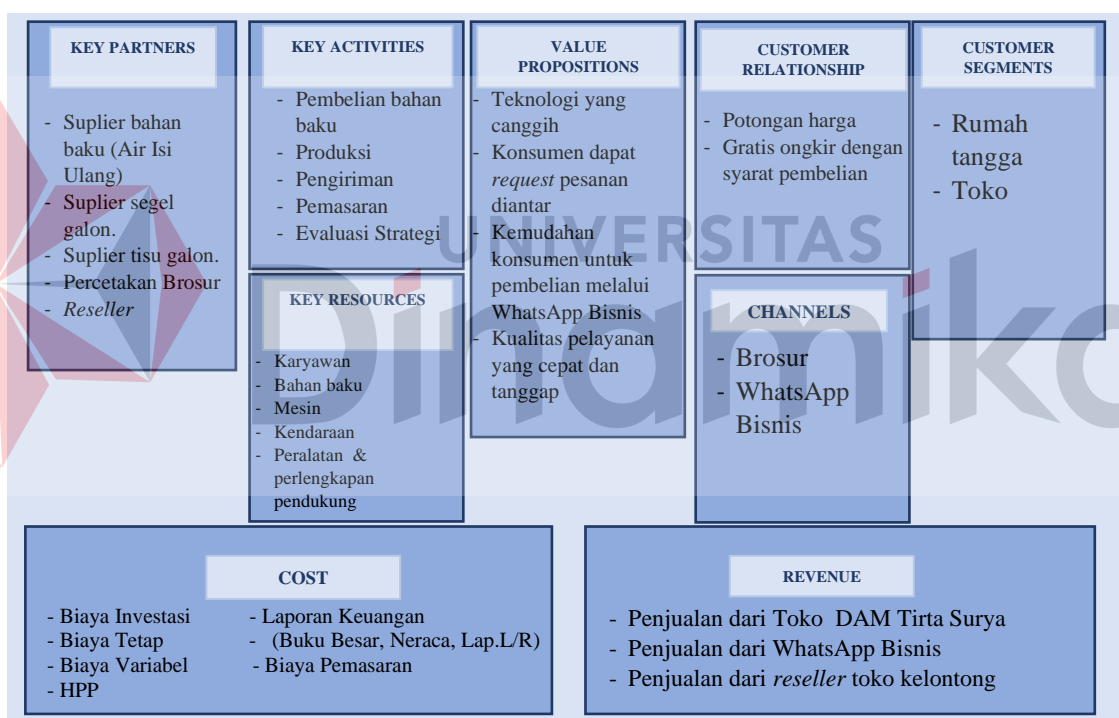 KEY PARTNERS
- Suplier bahan
baku (Air Isi
Ulang)
- Suplier segel
galon.
- Suplier tisu galon.
- Percetakan Brosur
- Reseller
KEY ACTIVITIES
- Pembelian bahan
baku
- Produksi
- Pengiriman
- Pemasaran
- Evaluasi Strategi
KEY RESOURCES
- Karyawan
- Bahan baku
- Mesin
- Kendaraan
- Peralatan &
perlengkapan
pendukung
VALUE
PROPOSITIONS
- Teknologi yang
canggih
- Konsumen dapat
request pesanan
diantar
- Kemudahan
konsumen untuk
pembelian melalui
WhatsApp Bisnis
- Kualitas pelayanan
yang cepat dan
tanggap
CUSTOMER
RELATIONSHIP
- Potongan harga
- Gratis ongkir dengan
syarat pembelian
CHANNELS
- Brosur
- WhatsApp
Bisnis
CUSTOMER
SEGMENTS
- Rumah
tangga
- Toko
UNIVERSITAS
Dinamika
COST
- Biaya Investasi
- Biaya Tetap
- Biaya Variabel
- HPP
- Laporan Keuangan
- (Buku Besar, Neraca, Lap.L/R)
- Biaya Pemasaran
REVENUE
- Penjualan dari Toko DAM Tirta Surya
- Penjualan dari WhatsApp Bisnis
- Penjualan dari reseller toko kelontong